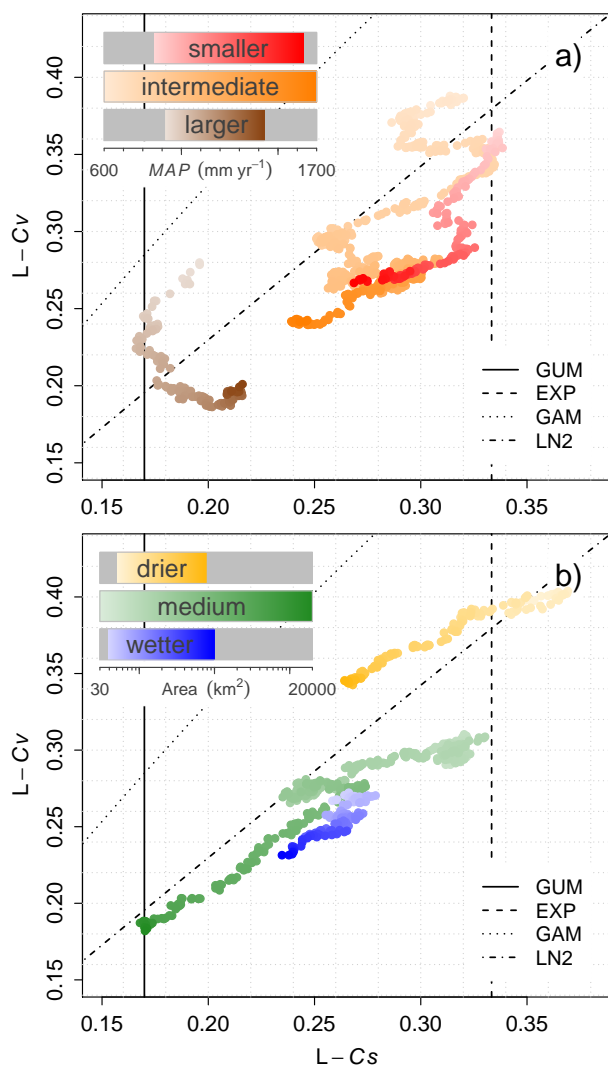 a)
smaller
intermediate
larger
600 MAP (mm yr⁻¹) 1700
L−Cv
0.40
0.35
0.30
0.25
0.20
0.15
GUM
EXP
GAM
LN2
0.15 0.20 0.25 0.30 0.35
b)
drier
medium
wetter
30 Area (km²) 20000
L−Cv
0.40
0.35
0.30
0.25
0.20
0.15
GUM
EXP
GAM
LN2
0.15 0.20 0.25 0.30 0.35
L−Cs